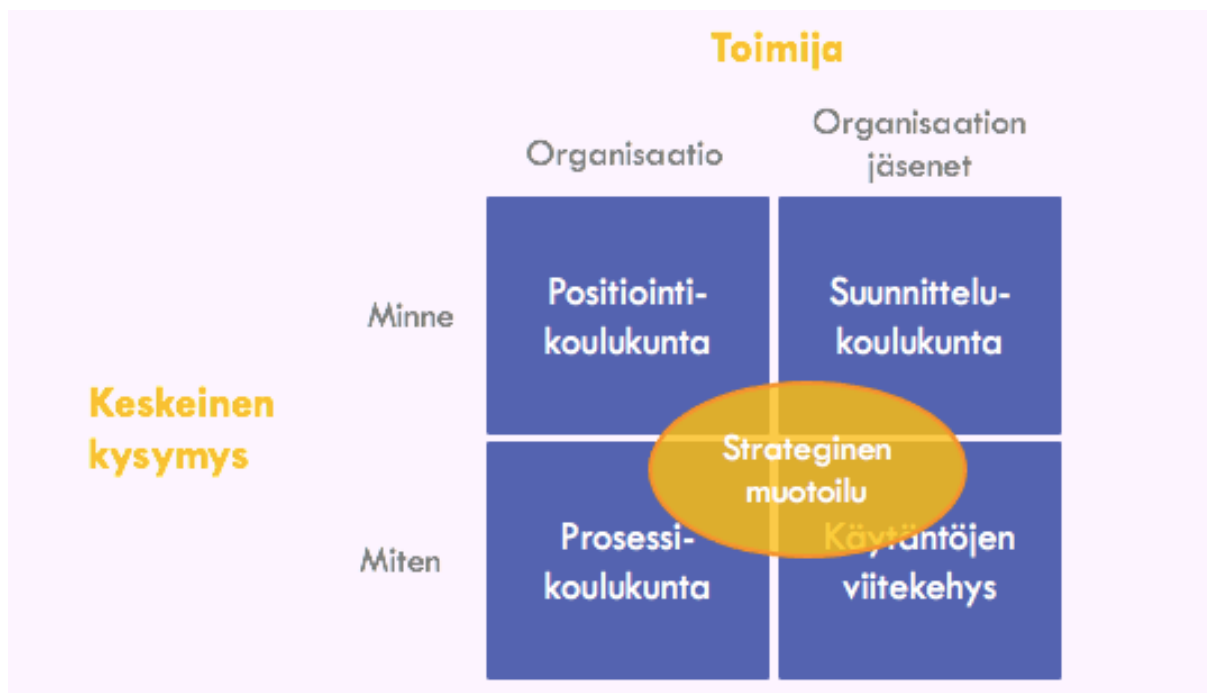 Toimija
Organisaatio
Organisaation
jäsenet
Keskeinen
kysymys
Minne
Positiointi-
koulukunta
Suunnittelu-
koulukunta
Strateginen
muotoilu
Miten
Prosessi-
koulukunta
Käytäntöjen
viitekehys